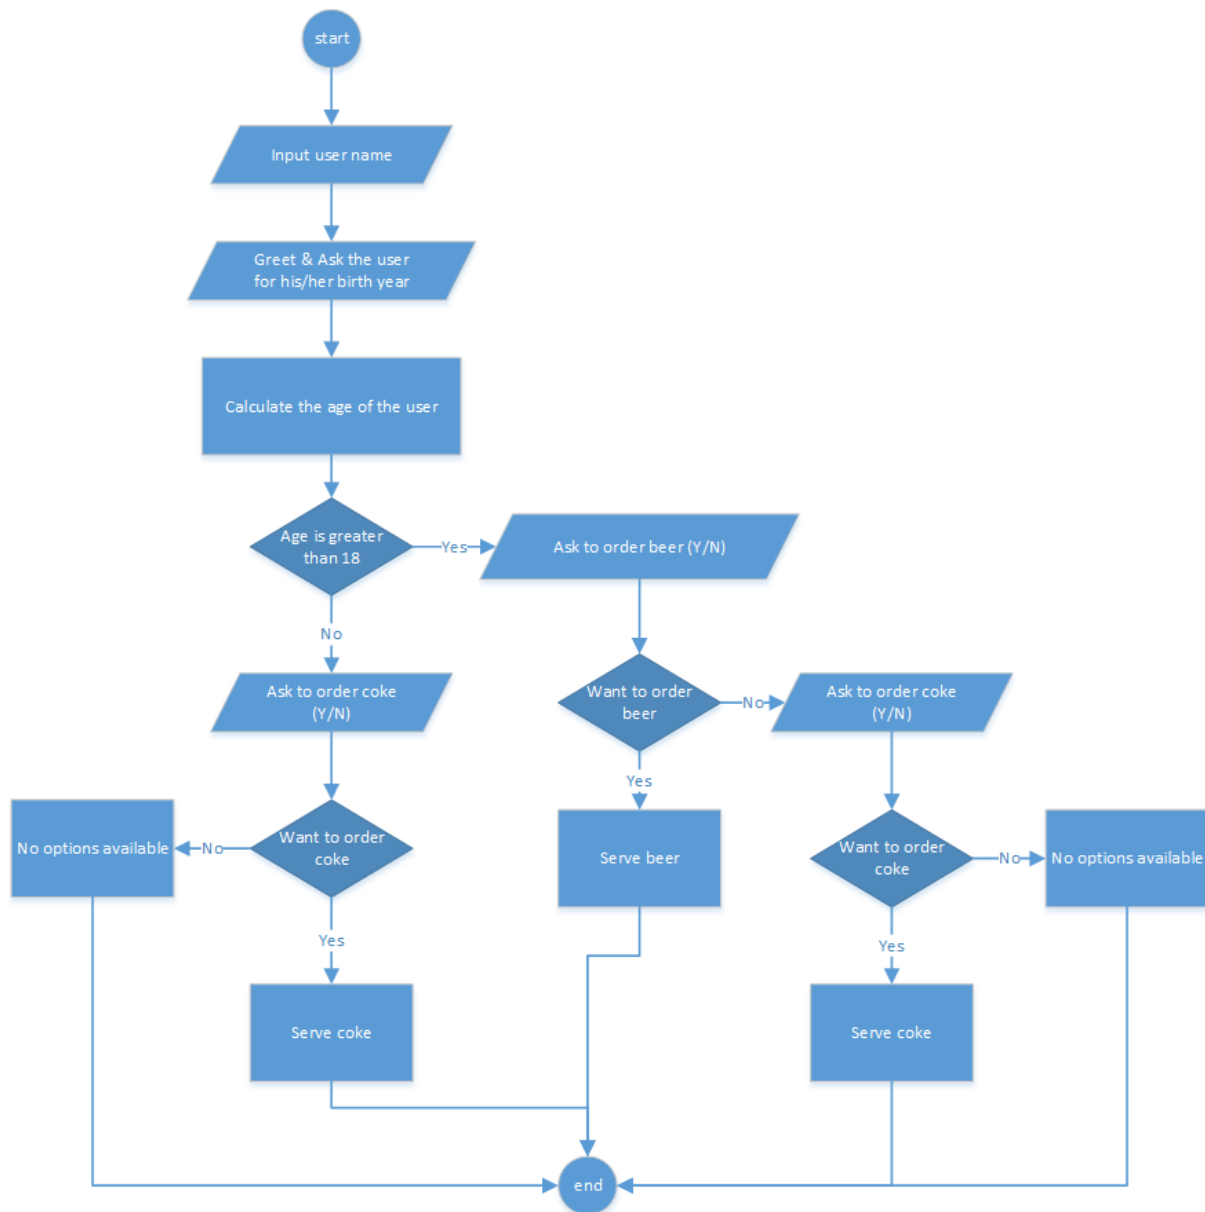 start
Input user name
Greet & Ask the user
for his/her birth year
Calculate the age of the user
Age is greater
than 18
Yes
Ask to order beer (Y/N)
No
Ask to order coke
(Y/N)
Want to order
beer
No
Ask to order coke
(Y/N)
Yes
No options available
No
Want to order
coke
Serve beer
Want to order
coke
No
No options available
Yes
Yes
Serve coke
Serve coke
end